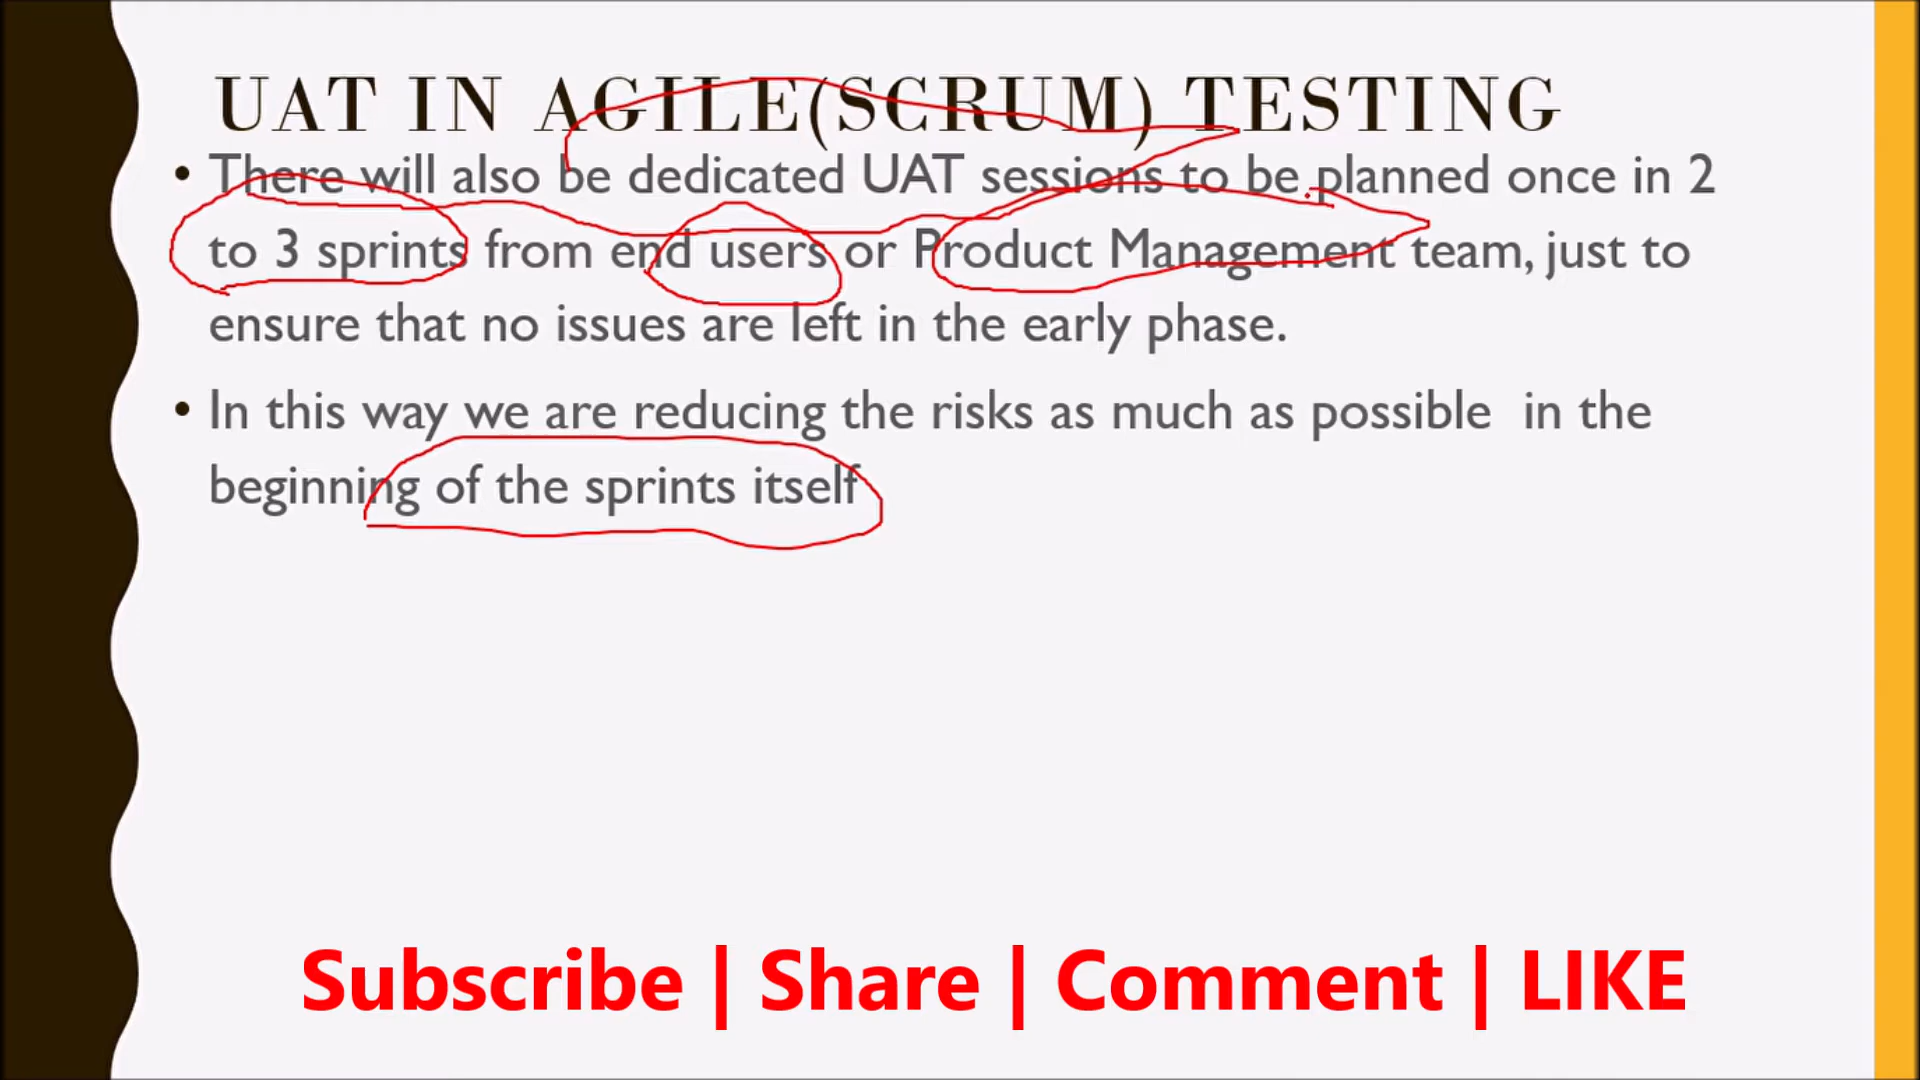 UAT IN AGILE(SCRUM) TESTING
• There will also be dedicated UAT sessions to be planned once in 2
to 3 sprints from end users or Product Management team, just to
ensure that no issues are left in the early phase.
• In this way we are reducing the risks as much as possible  in the
beginning of the sprints itself
Subscribe | Share | Comment | LIKE